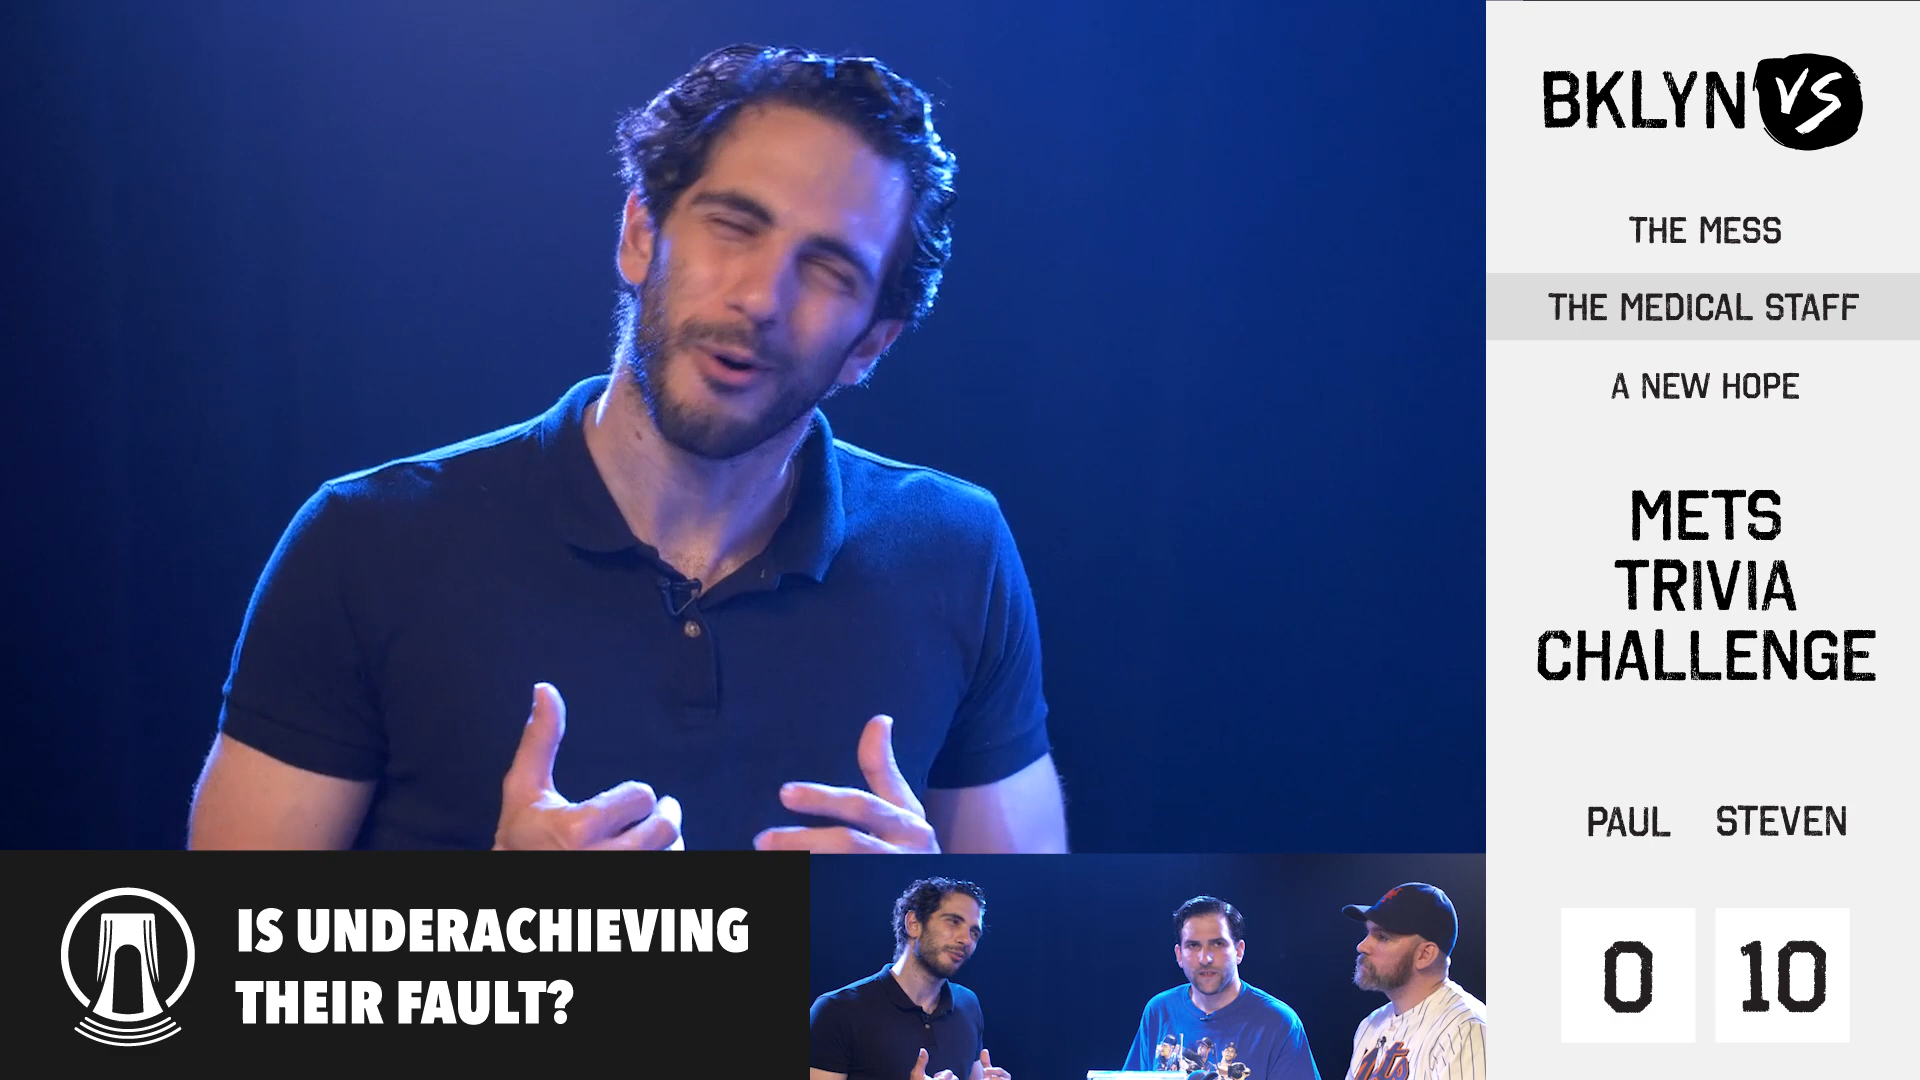 BKLYN VS
THE MESS
THE MEDICAL STAFF
A NEW HOPE
METS
TRIVIA
CHALLENGE
PAUL STEVEN
0 10
IS UNDERACHIEVING
THEIR FAULT?
Mets